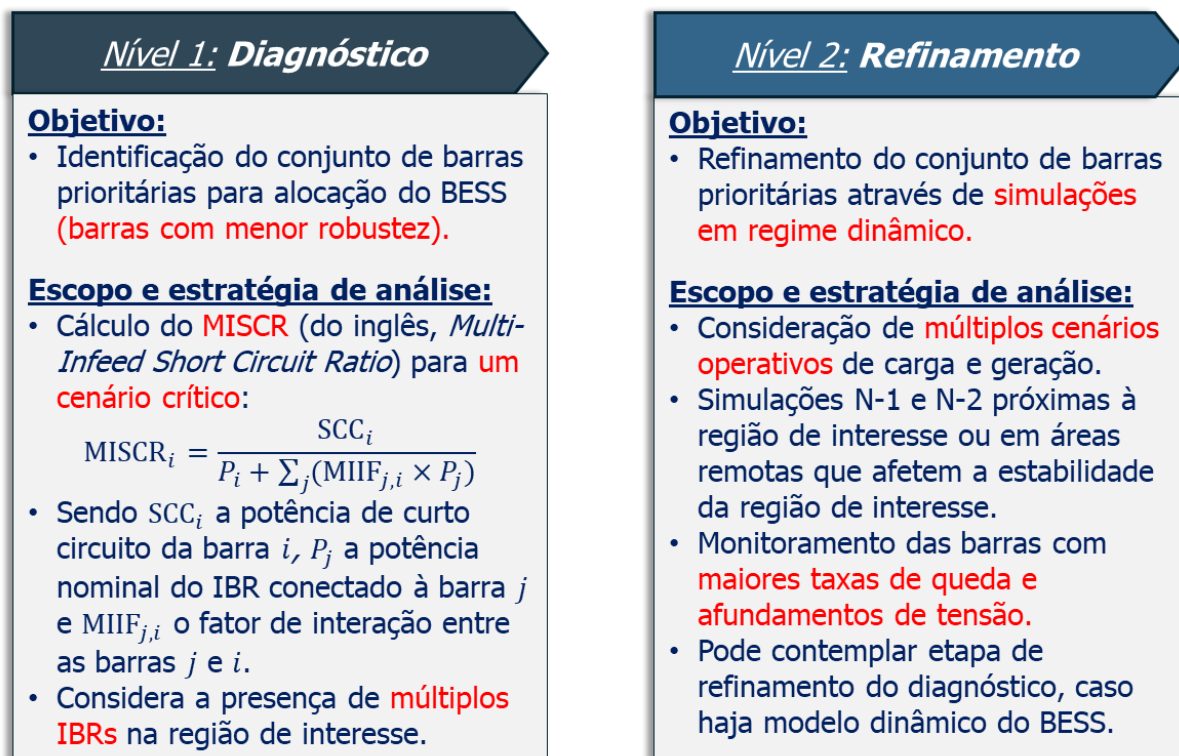 Nível 1: Diagnóstico
Objetivo:
• Identificação do conjunto de barras
prioritárias para alocação do BESS
(barras com menor robustez).
Escopo e estratégia de análise:
• Cálculo do MISCR (do inglês, Multi-
Infeed Short Circuit Ratio) para um
cenário crítico:
MISCR_i = SCC_i / (P_i + ∑_j(MIIF_{j,i} × P_j))
• Sendo SCC_i a potência de curto
circuito da barra i, P_j a potência
nominal do IBR conectado à barra j
e MIIF_{j,i} o fator de interação entre
as barras j e i.
• Considera a presença de múltiplos
IBRs na região de interesse.
Nível 2: Refinamento
Objetivo:
• Refinamento do conjunto de barras
prioritárias através de simulações
em regime dinâmico.
Escopo e estratégia de análise:
• Consideração de múltiplos cenários
operativos de carga e geração.
• Simulações N-1 e N-2 próximas à
região de interesse ou em áreas
remotas que afetem a estabilidade
da região de interesse.
• Monitoramento das barras com
maiores taxas de queda e
afundamentos de tensão.
• Pode contemplar etapa de
refinamento do diagnóstico, caso
haja modelo dinâmico do BESS.